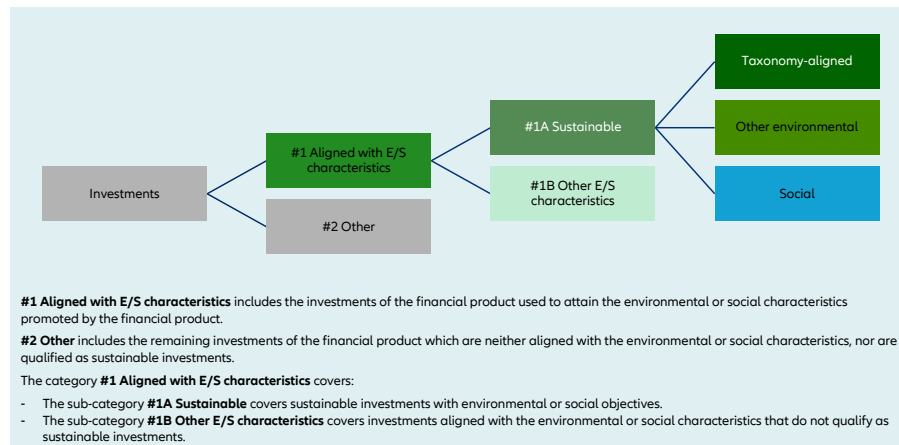 Taxonomy-aligned
#1A Sustainable
Other environmental
#1 Aligned with E/S
characteristics
Investments
#1B Other E/S
characteristics
Social
#2 Other
#1 Aligned with E/S characteristics includes the investments of the financial product used to attain the environmental or social characteristics
promoted by the financial product.
#2 Other includes the remaining investments of the financial product which are neither aligned with the environmental or social characteristics, nor are
qualified as sustainable investments.
The category #1 Aligned with E/S characteristics covers:
- The sub-category #1A Sustainable covers sustainable investments with environmental or social objectives.
- The sub-category #1B Other E/S characteristics covers investments aligned with the environmental or social characteristics that do not qualify as
sustainable investments.